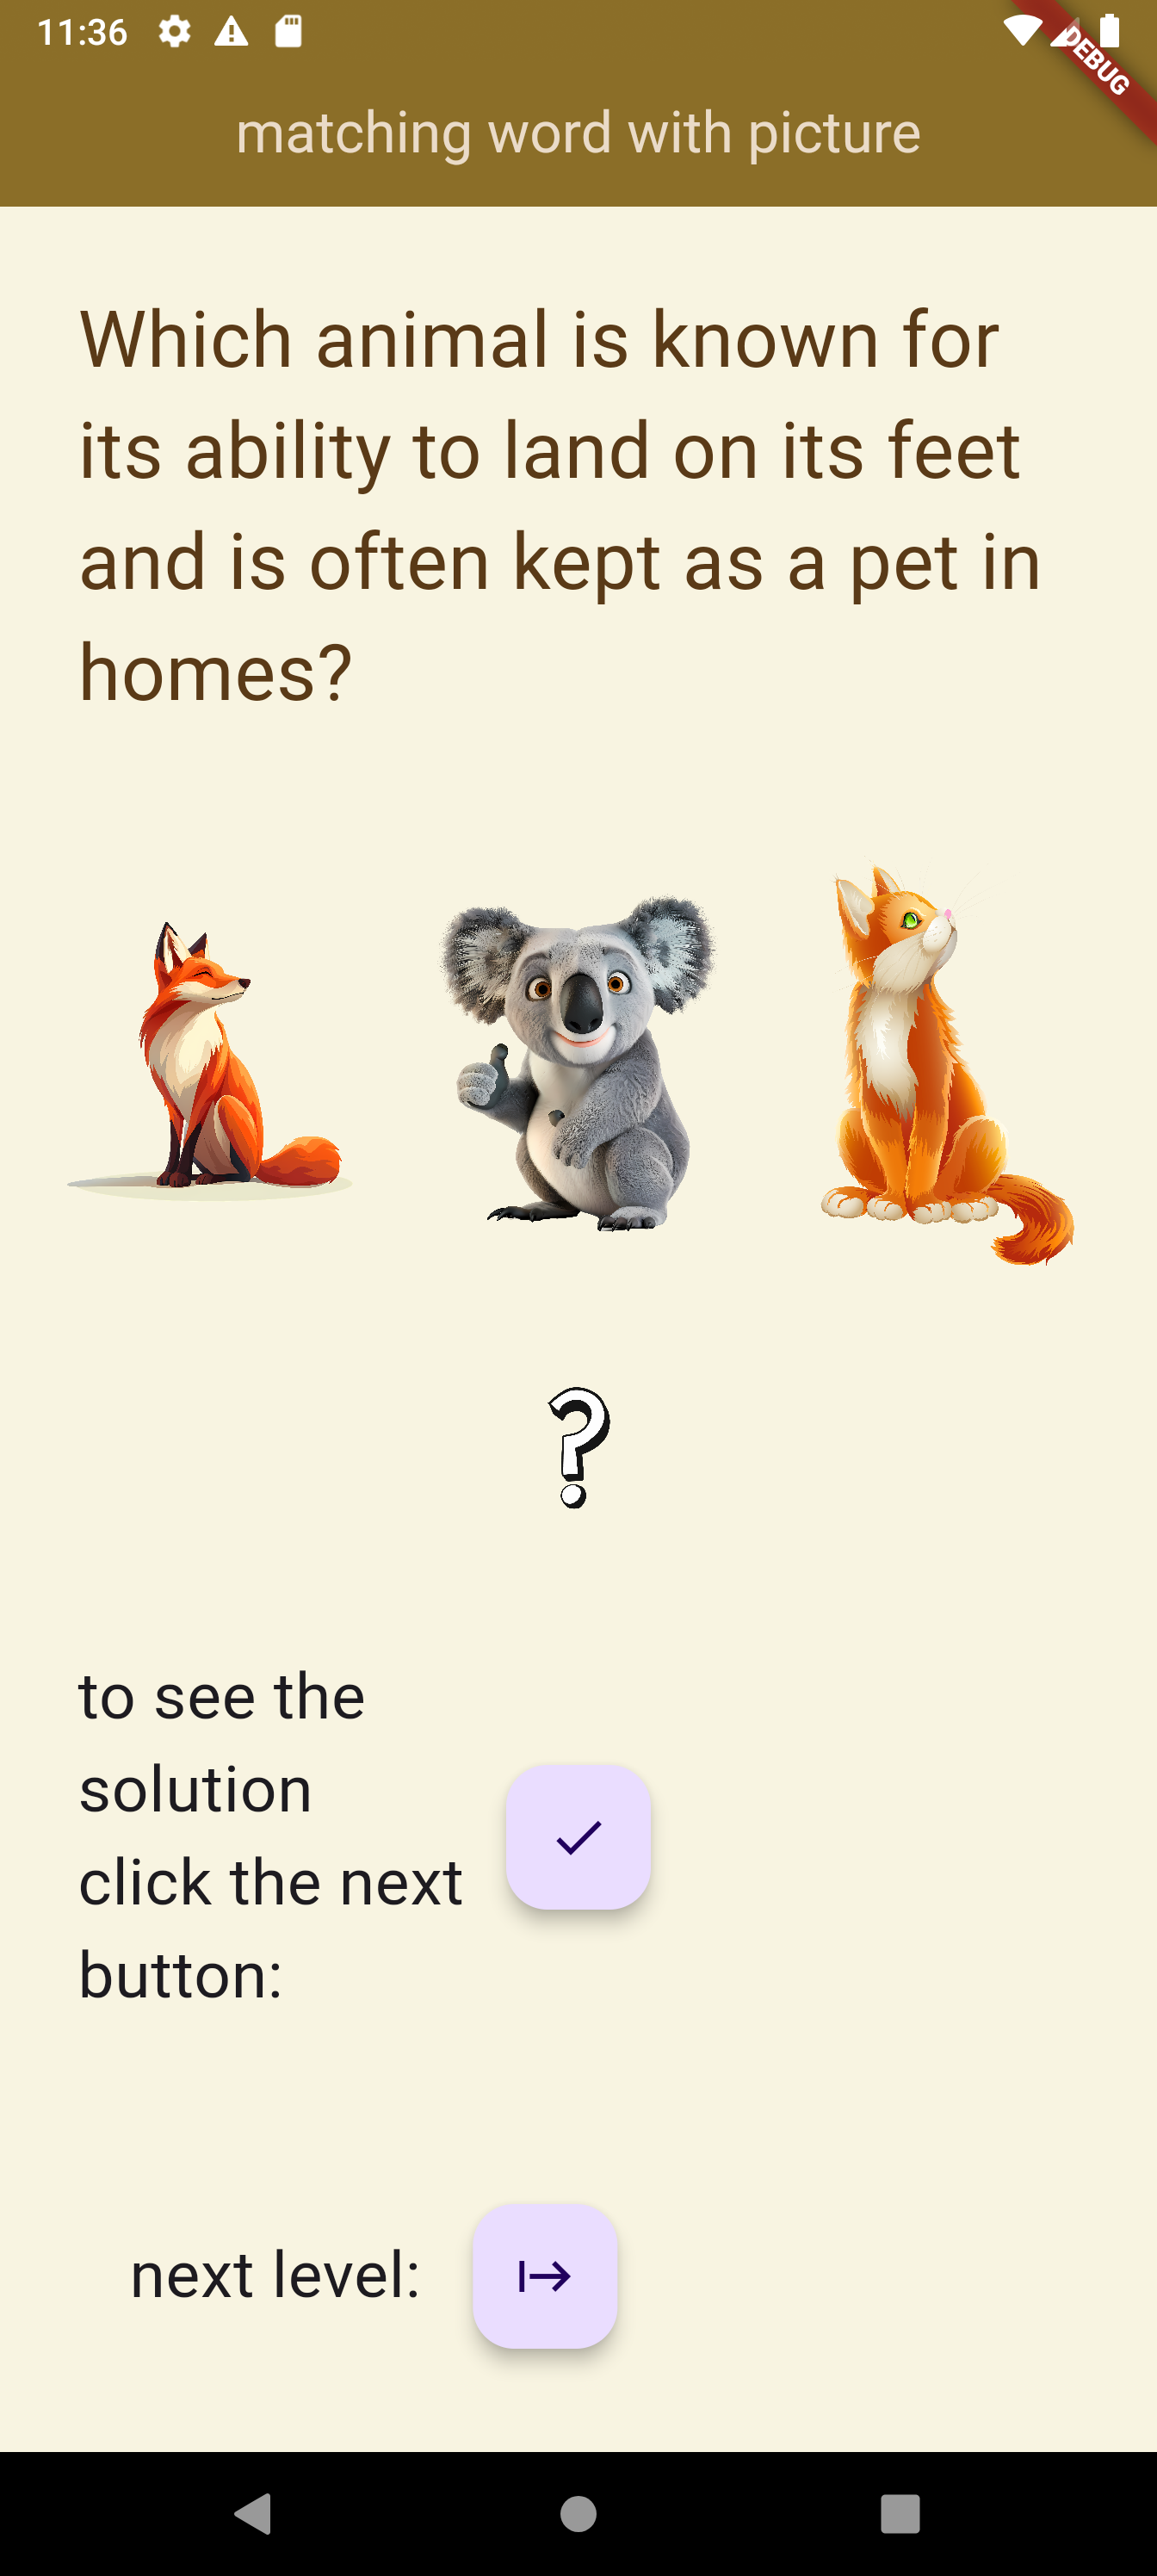 11:36
DEBUG
matching word with picture
Which animal is known for
its ability to land on its feet
and is often kept as a pet in
homes?
?
to see the
solution
click the next
button:
next level: